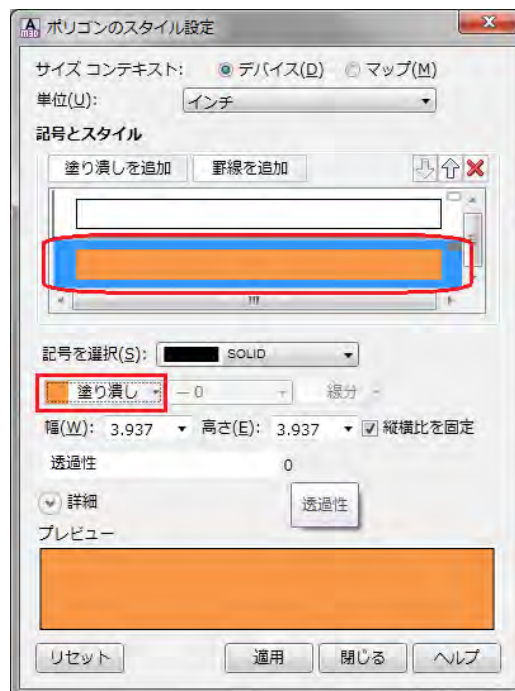 ポリゴンのスタイル設定
サイズ コンテキスト: デバイス(D) マップ(M)
単位(U): インチ
記号とスタイル
塗り潰しを追加 罫線を追加
記号を選択(S): SOLID
塗り潰し 0 線分
幅(W): 3.937 高さ(E): 3.937 縦横比を固定
透過性 0
詳細 透過性
プレビュー
リセット 適用 閉じる ヘルプ